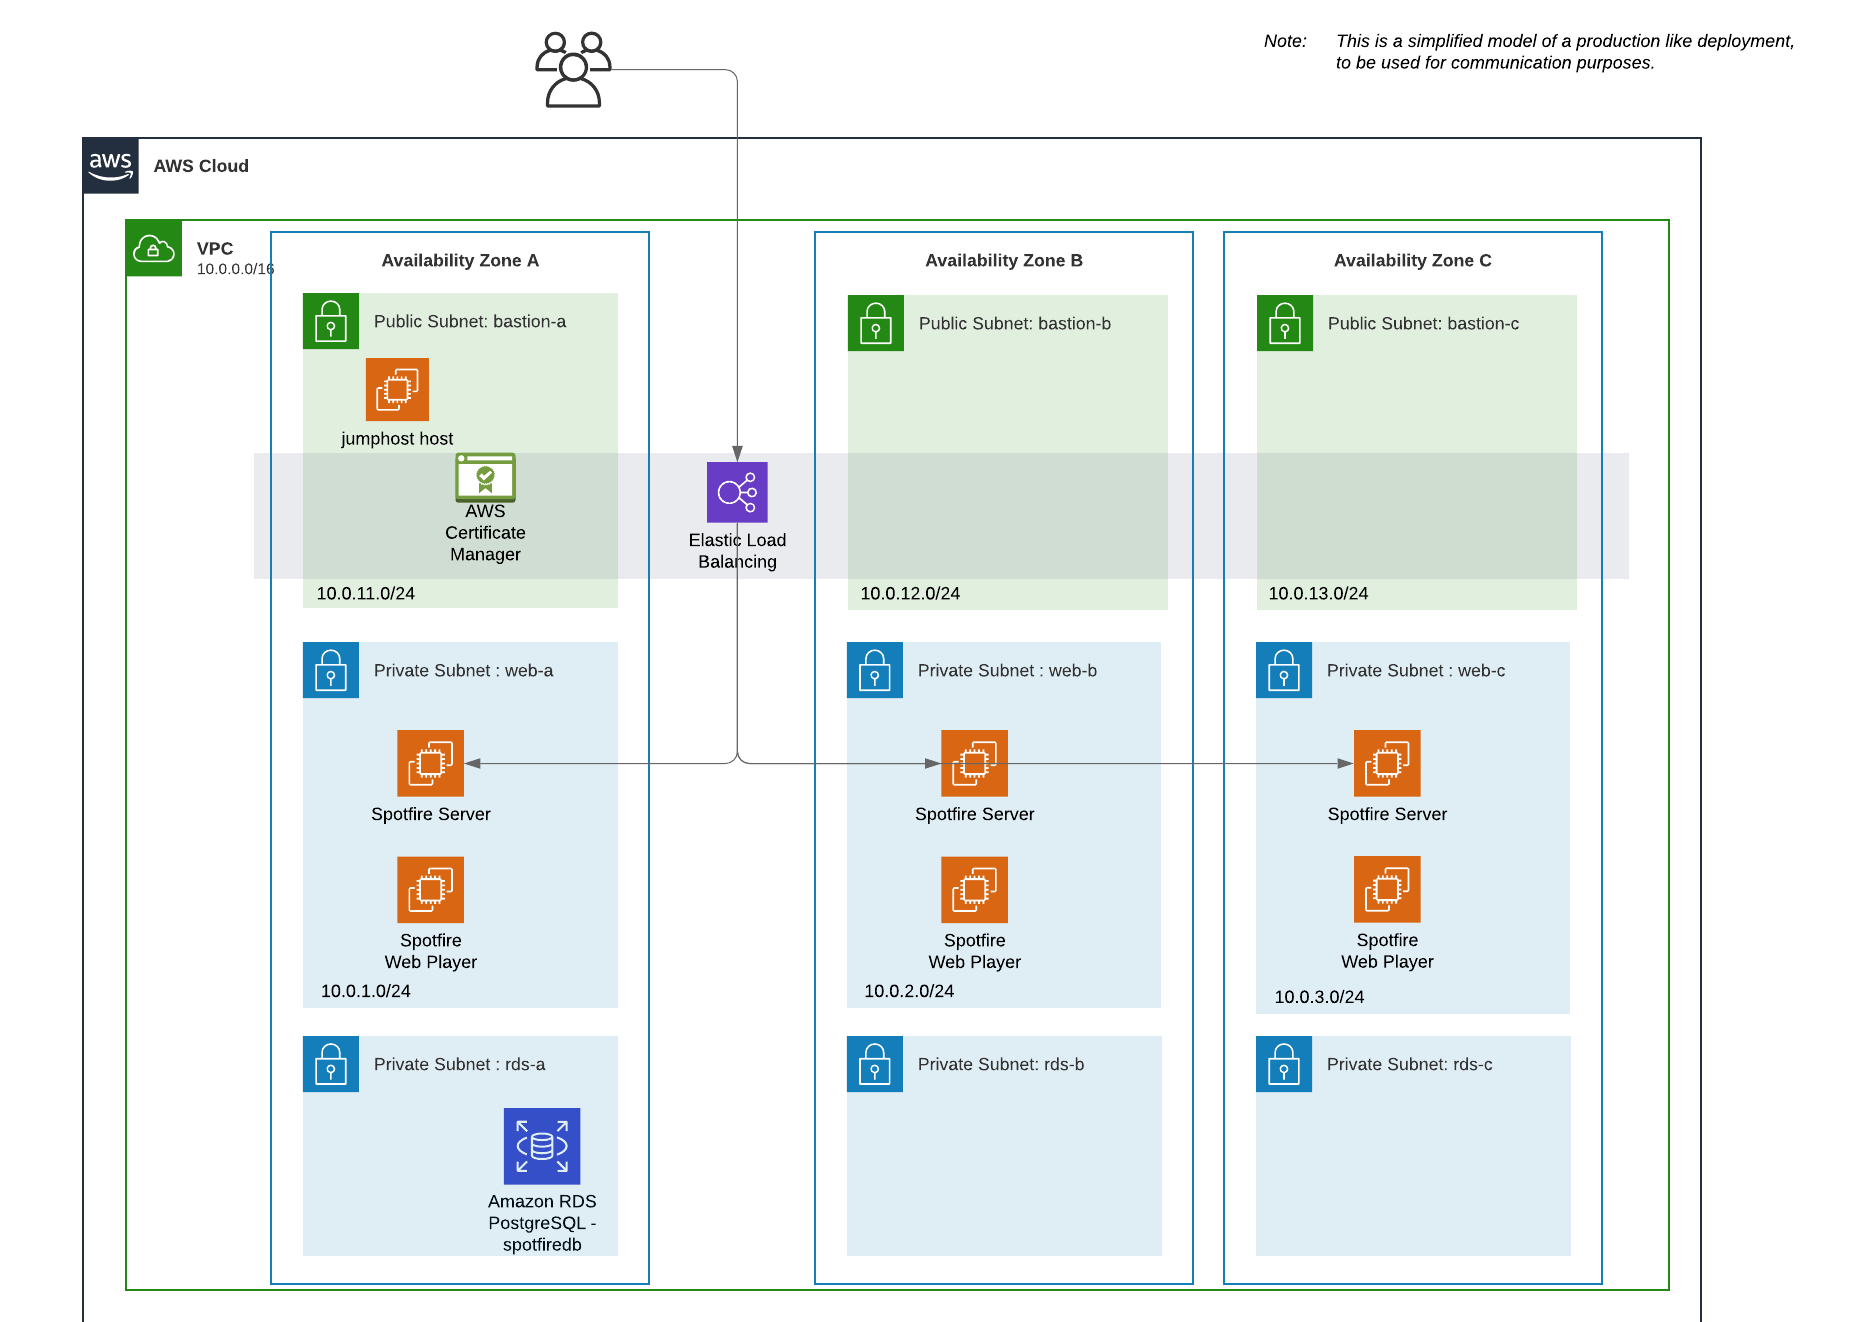 Note: This is a simplified model of a production like deployment,
to be used for communication purposes.
aws
AWS Cloud
VPC
10.0.0.0/16
Availability Zone A
Availability Zone B
Availability Zone C
Public Subnet: bastion-a
Public Subnet: bastion-b
Public Subnet: bastion-c
jumphost host
AWS
Certificate
Manager
Elastic Load
Balancing
10.0.11.0/24
10.0.12.0/24
10.0.13.0/24
Private Subnet : web-a
Private Subnet : web-b
Private Subnet : web-c
Spotfire Server
Spotfire Server
Spotfire Server
Spotfire
Web Player
Spotfire
Web Player
Spotfire
Web Player
10.0.1.0/24
10.0.2.0/24
10.0.3.0/24
Private Subnet : rds-a
Private Subnet: rds-b
Private Subnet: rds-c
Amazon RDS
PostgreSQL -
spotfiredb